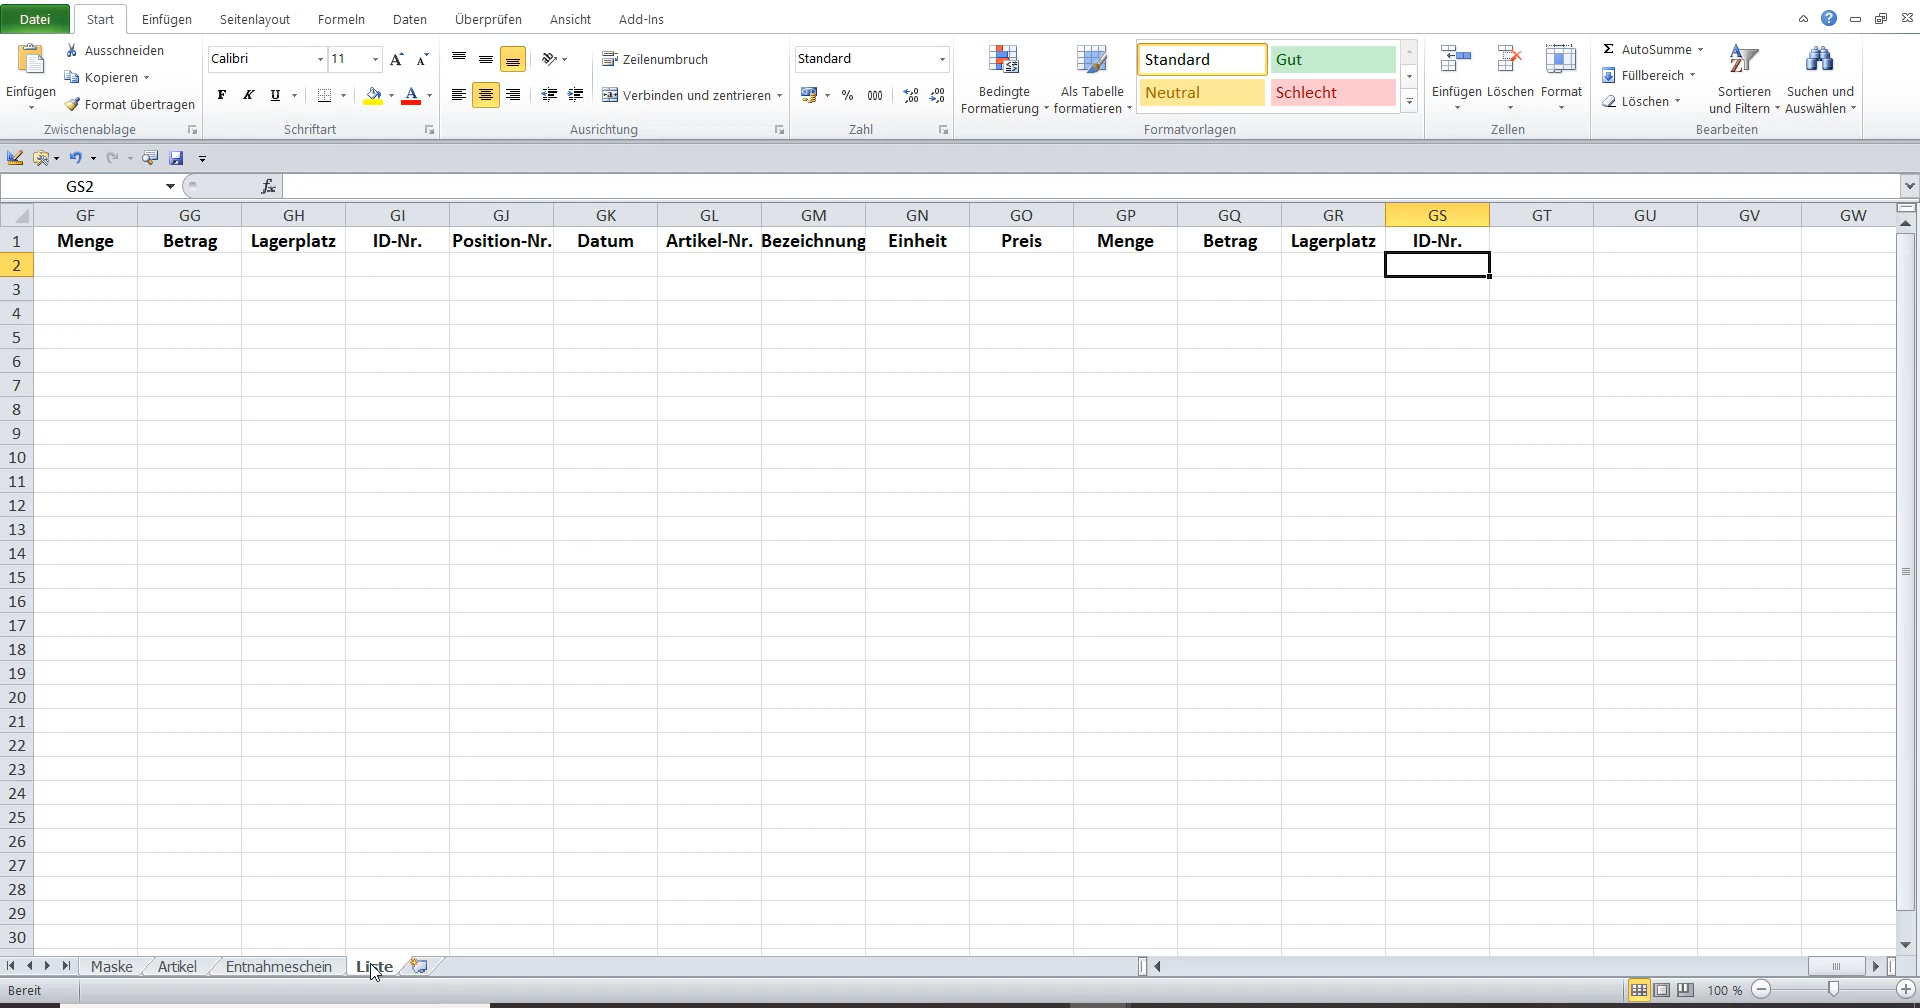 Datei Start Einfügen Seitenlayout Formeln Daten Überprüfen Ansicht Add-Ins
Einfügen
Ausschneiden
Kopieren
Format übertragen
Zwischenablage
Calibri 11
F K U
Schriftart
Zeilenumbruch
Verbinden und zentrieren
Ausrichtung
Standard
% 000
Zahl
Bedingte Formatierung
Als Tabelle formatieren
Standard Gut
Neutral Schlecht
Formatvorlagen
Einfügen Löschen Format
Zellen
Σ AutoSumme
Füllbereich
Löschen
Sortieren und Filtern
Suchen und Auswählen
Bearbeiten
GS2 fx
GF GG GH GI GJ GK GL GM GN GO GP GQ GR GS GT GU GV GW
1 Menge Betrag Lagerplatz ID-Nr. Position-Nr. Datum Artikel-Nr. Bezeichnung Einheit Preis Menge Betrag Lagerplatz ID-Nr.
2
3
4
5
6
7
8
9
10
11
12
13
14
15
16
17
18
19
20
21
22
23
24
25
26
27
28
29
30
Maske Artikel Entnahmeschein Liste
Bereit 100 %